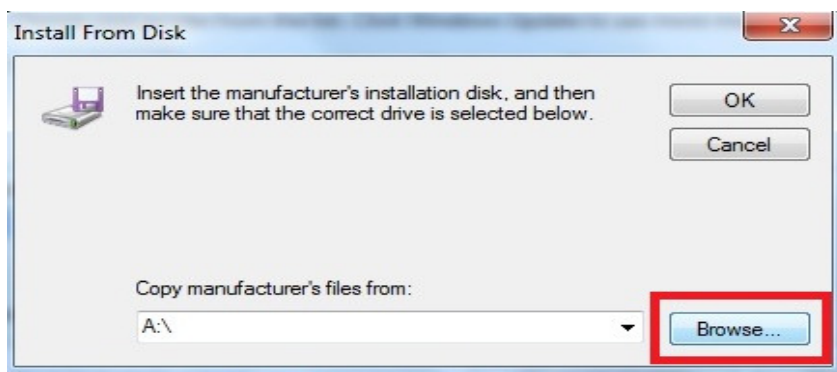 Install From Disk
Insert the manufacturer's installation disk, and then
make sure that the correct drive is selected below.
OK
Cancel
Copy manufacturer's files from:
A:\
Browse...